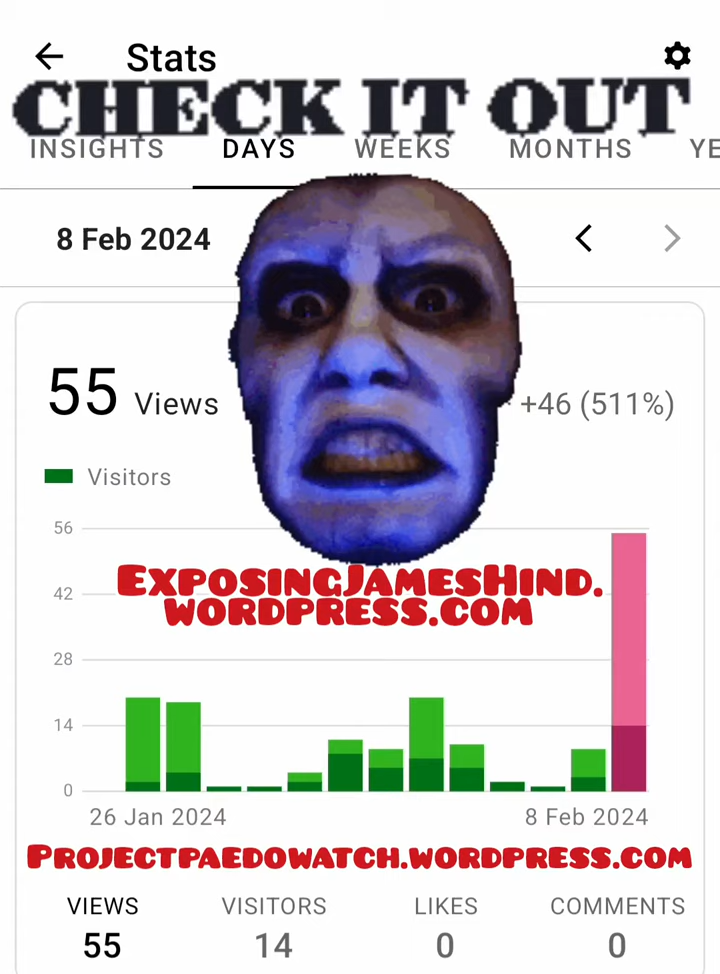 Stats
CHECK IT OUT
INSIGHTS DAYS WEEKS MONTHS YE
8 Feb 2024
55 Views +46 (511%)
Visitors
56
EXPOSINGJAMESHIND.
42
WORDPRESS.COM
28
14
0
26 Jan 2024 8 Feb 2024
PROJECTPAEDOWATCH.WORDPRESS.COM
VIEWS VISITORS LIKES COMMENTS
55 14 0 0